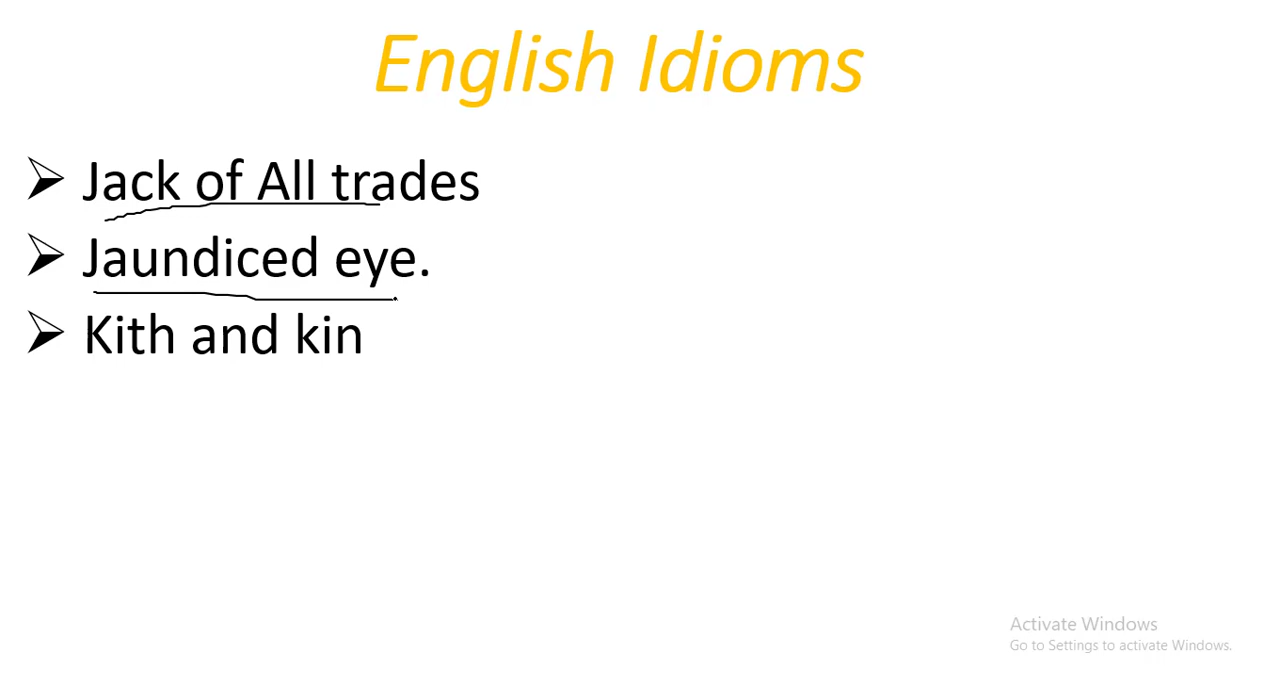 English Idioms
Jack of All trades
Jaundiced eye.
Kith and kin
Activate Windows
Go to Settings to activate Windows.